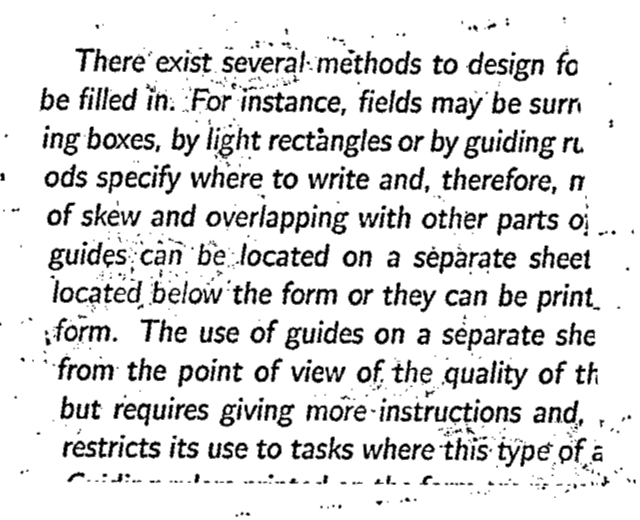 There exist several methods to design fo
be filled in. For instance, fields may be surr
ing boxes, by light rectangles or by guiding ru
ods specify where to write and, therefore, m
of skew and overlapping with other parts of
guides can be located on a separate sheet
located below the form or they can be print
form. The use of guides on a separate she
from the point of view of the quality of th
but requires giving more instructions and,
restricts its use to tasks where this type of a